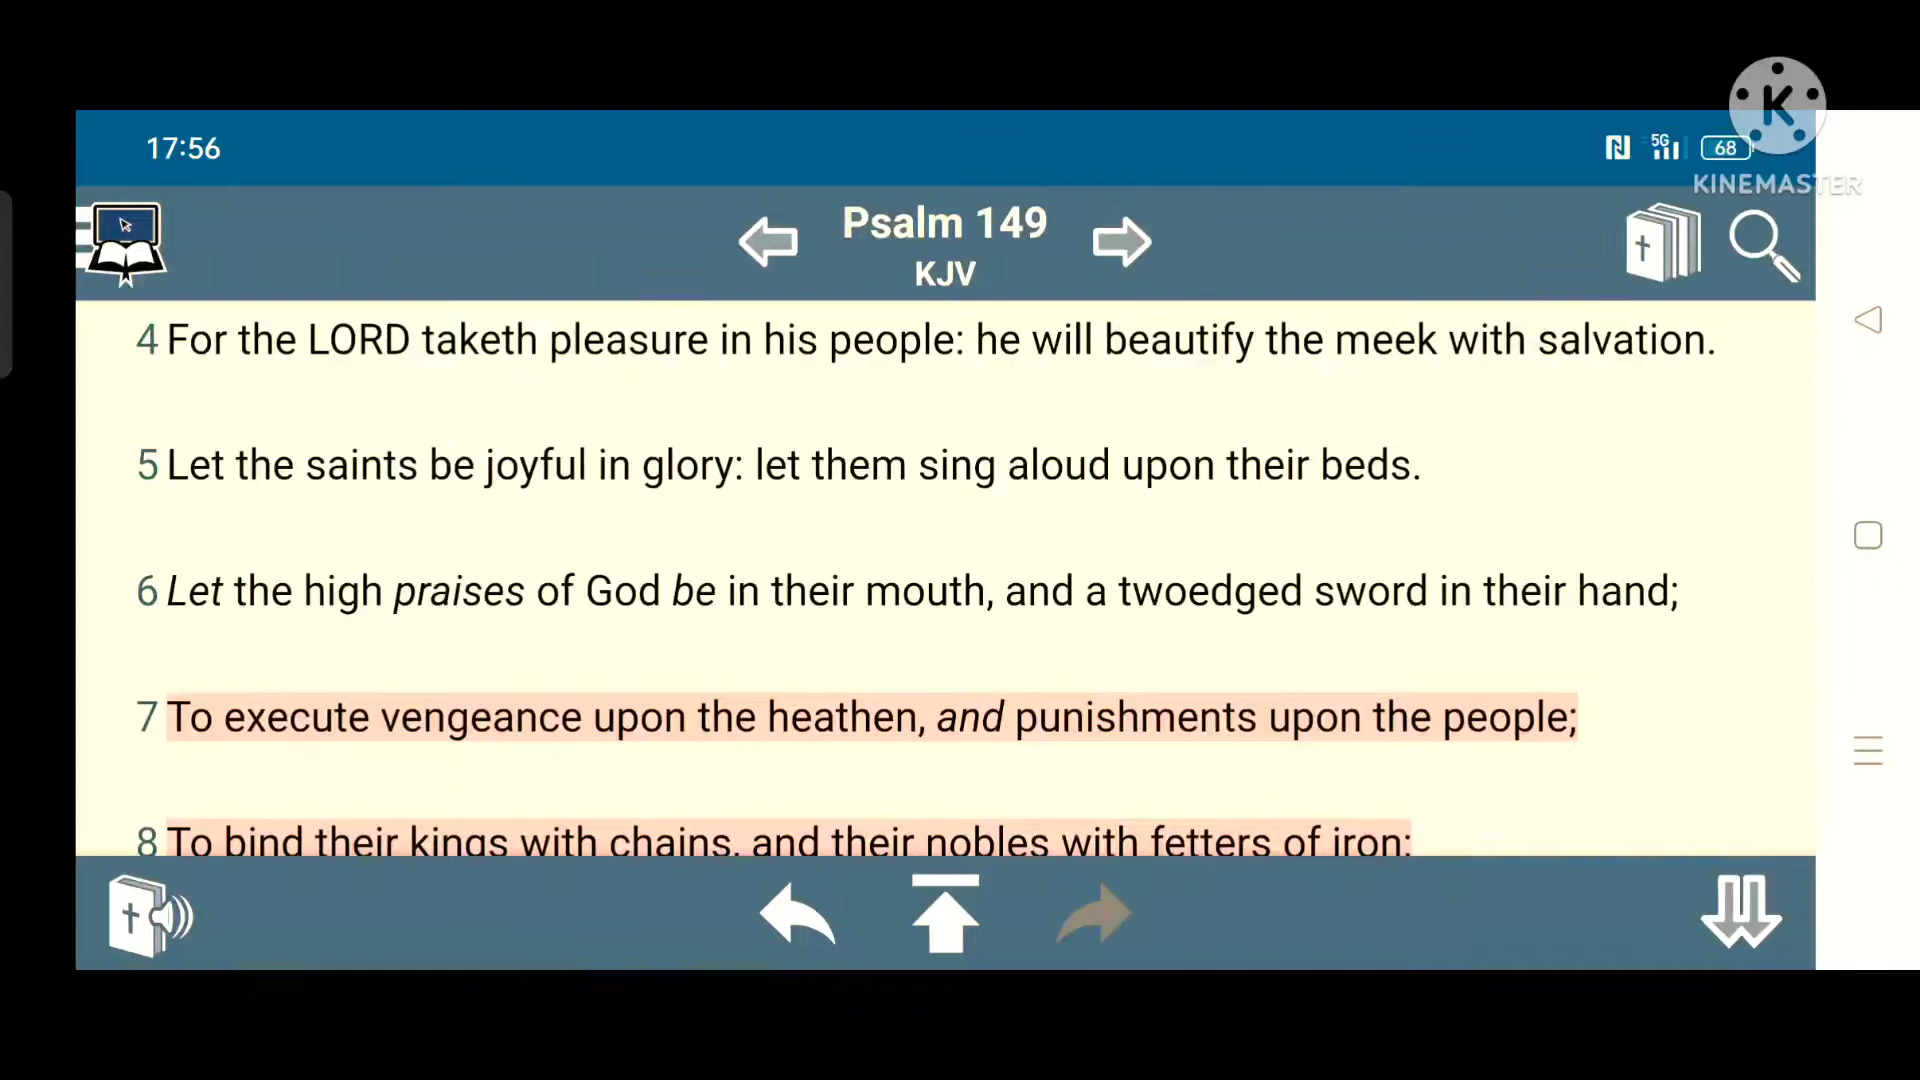 17:56
5G
68
K
KINEMASTER
Psalm 149
KJV
4 For the LORD taketh pleasure in his people: he will beautify the meek with salvation.
5 Let the saints be joyful in glory: let them sing aloud upon their beds.
6 Let the high praises of God be in their mouth, and a twoedged sword in their hand;
7 To execute vengeance upon the heathen, and punishments upon the people;
8 To bind their kings with chains, and their nobles with fetters of iron;